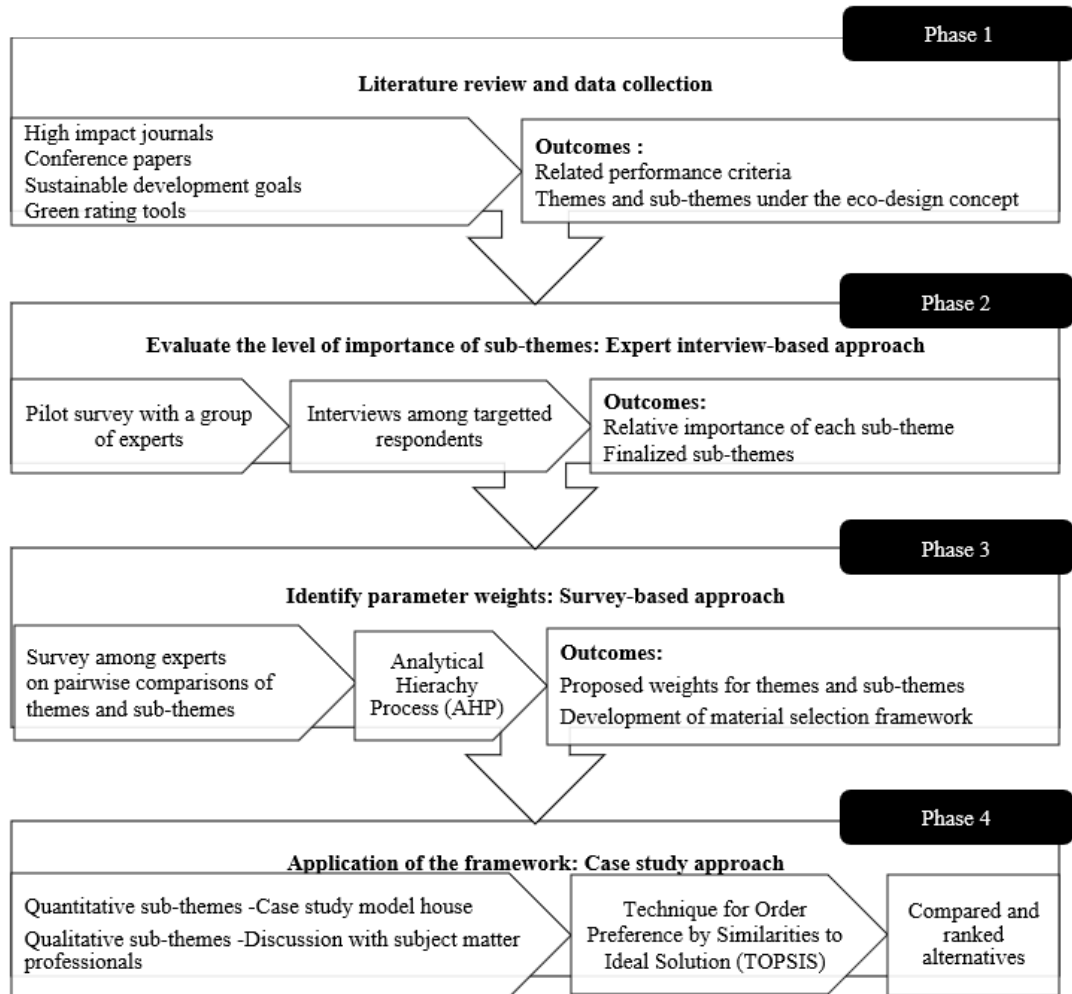 Phase 1
Literature review and data collection
High impact journals
Conference papers
Sustainable development goals
Green rating tools
Outcomes :
Related performance criteria
Themes and sub-themes under the eco-design concept
Phase 2
Evaluate the level of importance of sub-themes: Expert interview-based approach
Pilot survey with a group
of experts
Interviews among targetted
respondents
Outcomes:
Relative importance of each sub-theme
Finalized sub-themes
Phase 3
Identify parameter weights: Survey-based approach
Survey among experts
on pairwise comparisons of
themes and sub-themes
Analytical
Hierachy
Process (AHP)
Outcomes:
Proposed weights for themes and sub-themes
Development of material selection framework
Phase 4
Application of the framework: Case study approach
Quantitative sub-themes -Case study model house
Qualitative sub-themes -Discussion with subject matter
professionals
Technique for Order
Preference by Similarities to
Ideal Solution (TOPSIS)
Compared and
ranked
alternatives